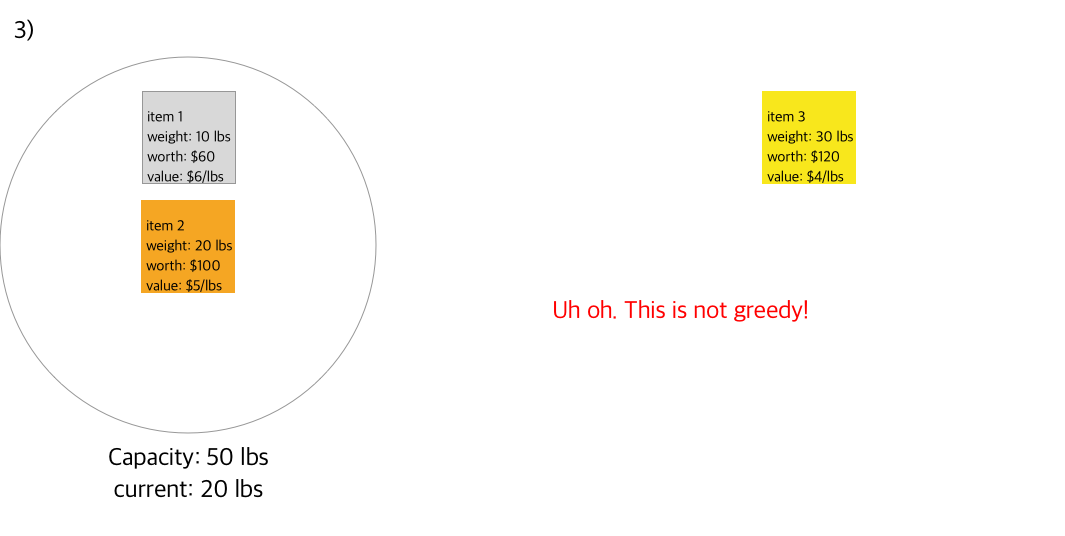 3)
item 1
weight: 10 lbs
worth: $60
value: $6/lbs
item 2
weight: 20 lbs
worth: $100
value: $5/lbs
item 3
weight: 30 lbs
worth: $120
value: $4/lbs
Uh oh. This is not greedy!
Capacity: 50 lbs
current: 20 lbs